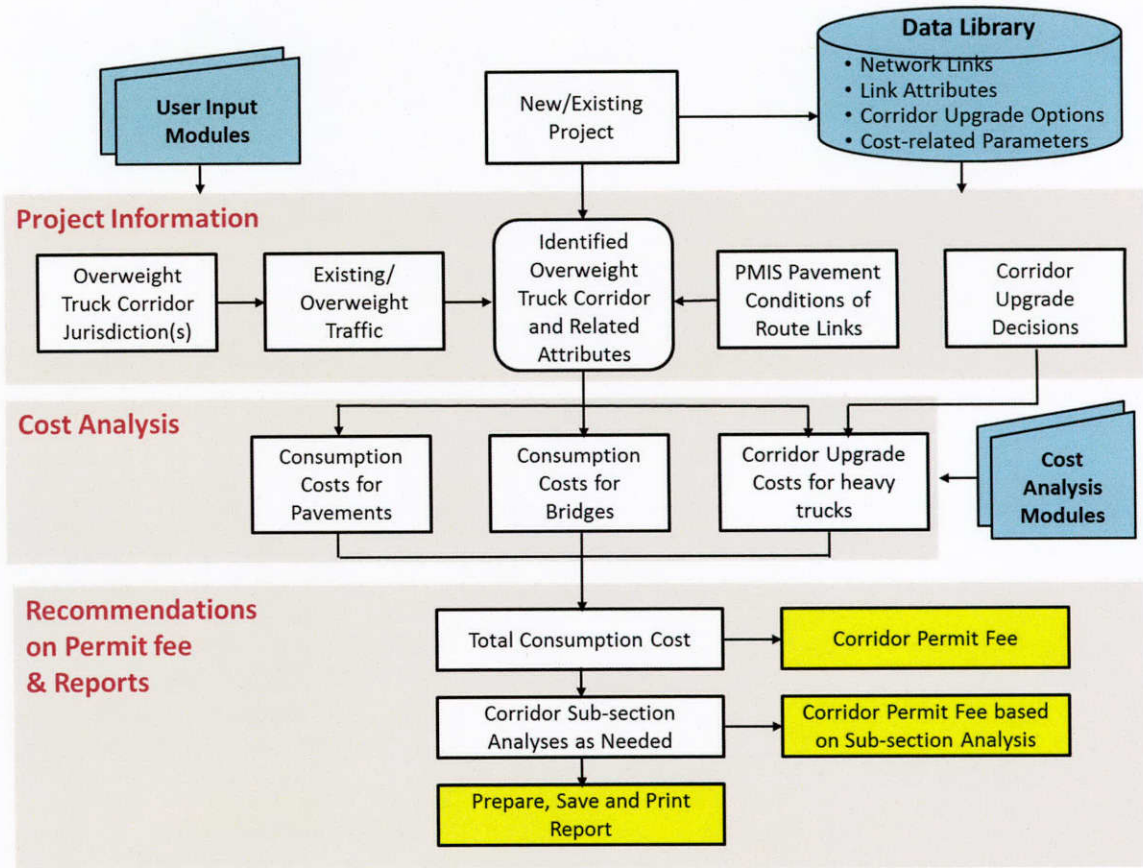 User Input
Modules
New/Existing
Project
Data Library
• Network Links
• Link Attributes
• Corridor Upgrade Options
• Cost-related Parameters
Project Information
Overweight
Truck Corridor
Jurisdiction(s)
Existing/
Overweight
Traffic
Identified
Overweight
Truck Corridor
and Related
Attributes
PMIS Pavement
Conditions of
Route Links
Corridor
Upgrade
Decisions
Cost Analysis
Consumption
Costs for
Pavements
Consumption
Costs for
Bridges
Corridor Upgrade
Costs for heavy
trucks
Cost
Analysis
Modules
Recommendations
on Permit fee
& Reports
Total Consumption Cost
Corridor Permit Fee
Corridor Sub-section
Analyses as Needed
Corridor Permit Fee based
on Sub-section Analysis
Prepare, Save and Print
Report